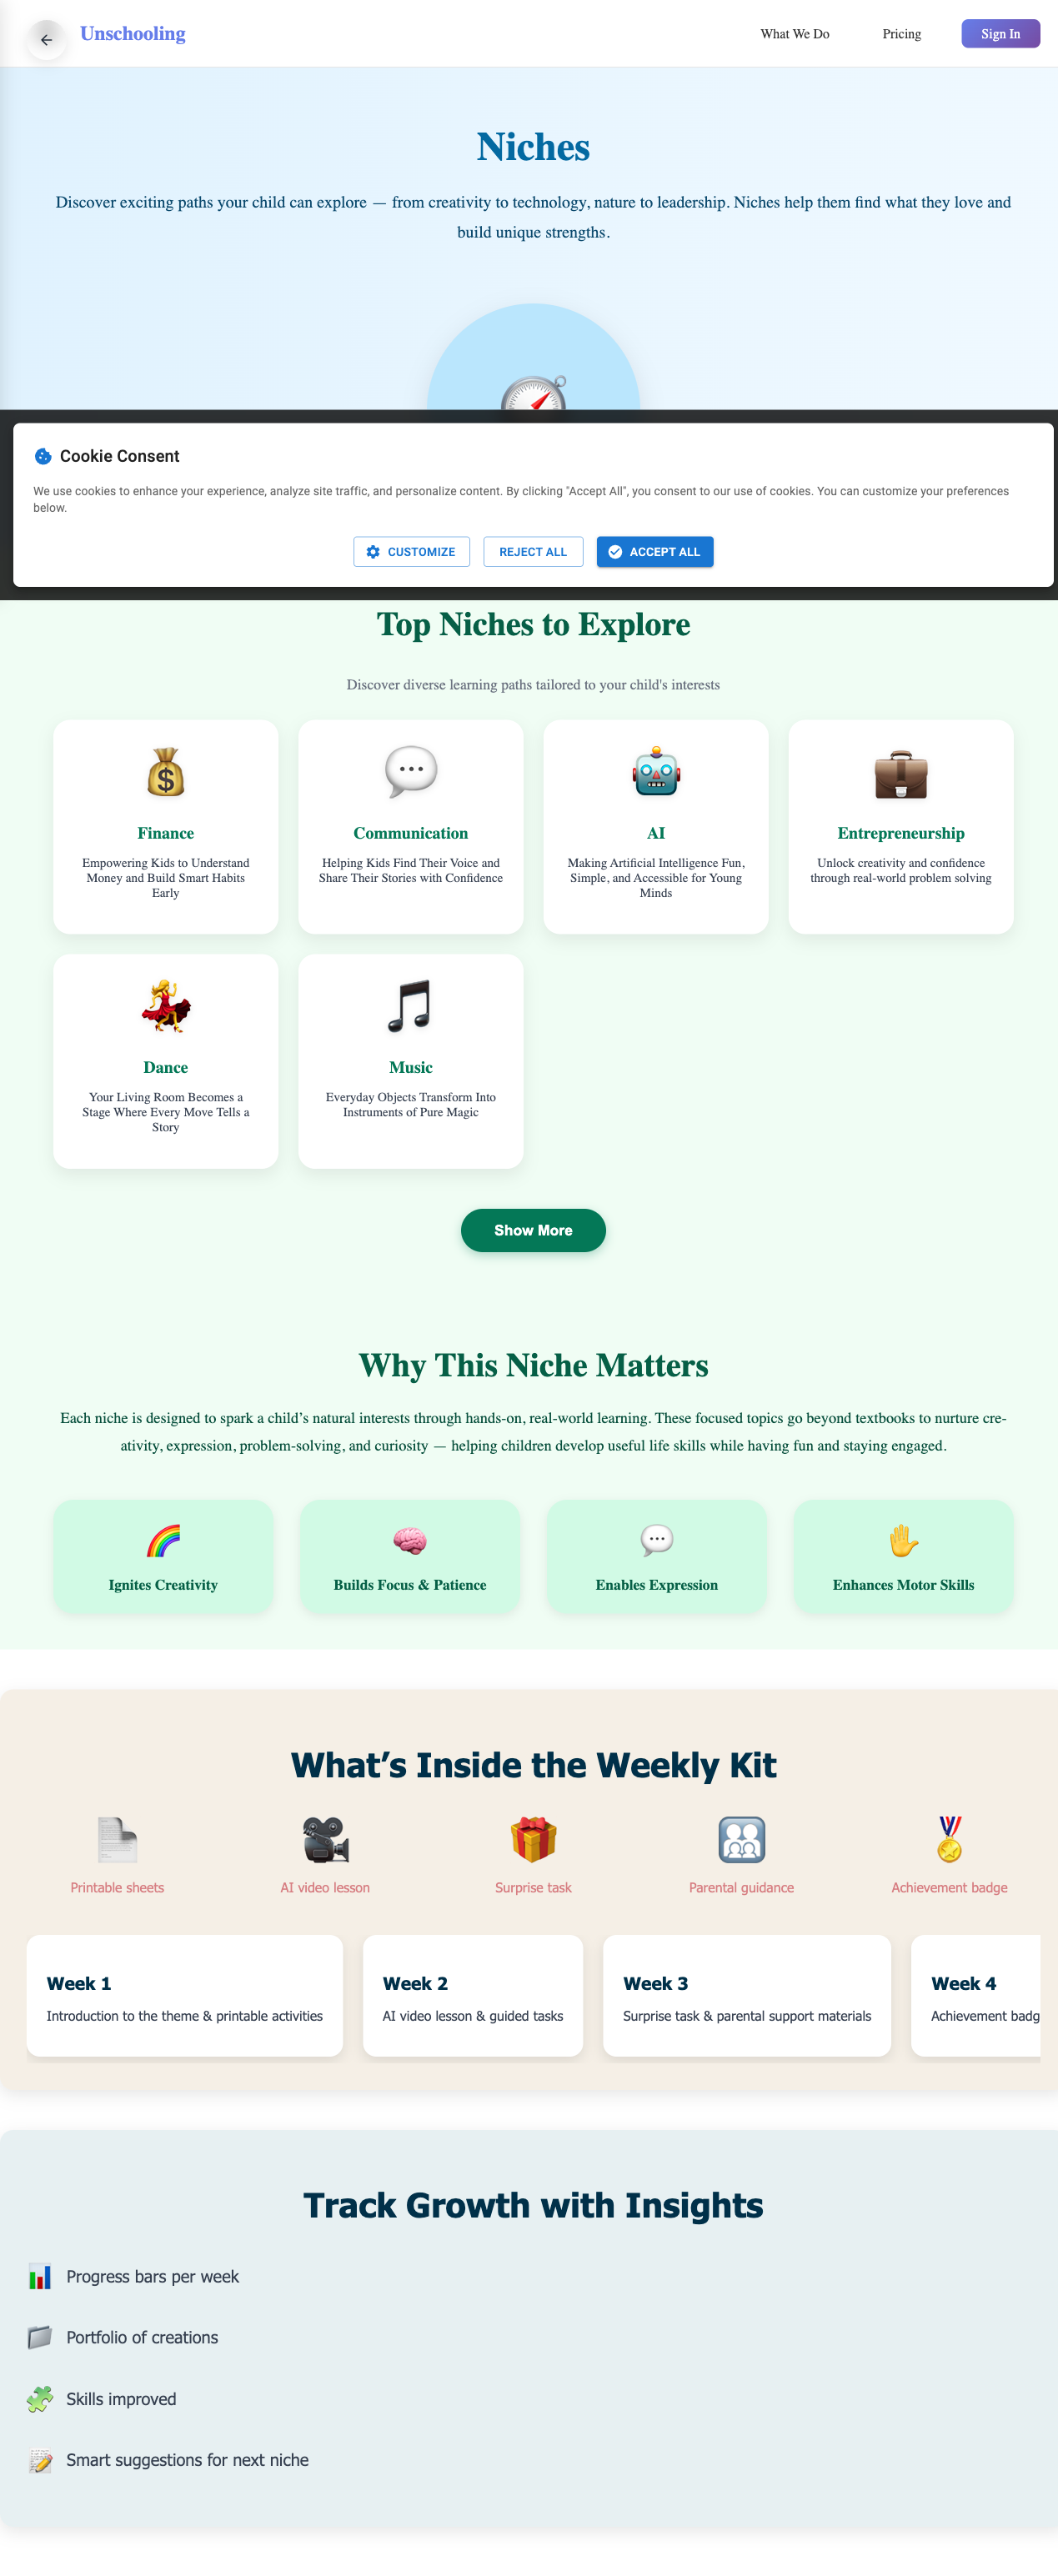 Unschooling
What We Do
Pricing
Sign In
Niches
Discover exciting paths your child can explore — from creativity to technology, nature to leadership. Niches help them find what they love and
build unique strengths.
Cookie Consent
We use cookies to enhance your experience, analyze site traffic, and personalize content. By clicking "Accept All", you consent to our use of cookies. You can customize your preferences
below.
CUSTOMIZE
REJECT ALL
ACCEPT ALL
Top Niches to Explore
Discover diverse learning paths tailored to your child's interests
Finance
Empowering Kids to Understand
Money and Build Smart Habits
Early
Communication
Helping Kids Find Their Voice and
Share Their Stories with Confidence
AI
Making Artificial Intelligence Fun,
Simple, and Accessible for Young
Minds
Entrepreneurship
Unlock creativity and confidence
through real-world problem solving
Dance
Your Living Room Becomes a
Stage Where Every Move Tells a
Story
Music
Everyday Objects Transform Into
Instruments of Pure Magic
Show More
Why This Niche Matters
Each niche is designed to spark a child’s natural interests through hands-on, real-world learning. These focused topics go beyond textbooks to nurture cre-
ativity, expression, problem-solving, and curiosity — helping children develop useful life skills while having fun and staying engaged.
Ignites Creativity
Builds Focus & Patience
Enables Expression
Enhances Motor Skills
What’s Inside the Weekly Kit
Printable sheets
AI video lesson
Surprise task
Parental guidance
Achievement badge
Week 1
Introduction to the theme & printable activities
Week 2
AI video lesson & guided tasks
Week 3
Surprise task & parental support materials
Week 4
Achievement badg
Track Growth with Insights
Progress bars per week
Portfolio of creations
Skills improved
Smart suggestions for next niche